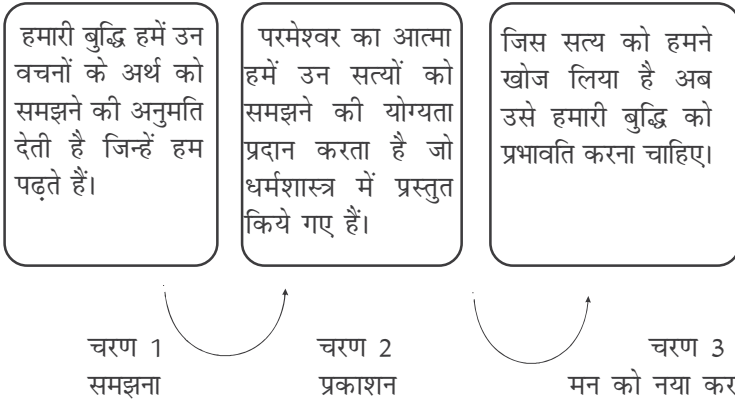 हमारी बुद्धि हमें उन
वचनों के अर्थ को
समझने की अनुमति
देती है जिन्हें हम
पढ़ते हैं।
परमेश्वर का आत्मा
हमें उन सत्यों को
समझने की योग्यता
प्रदान करता है जो
धर्मशास्त्र में प्रस्तुत
किये गए हैं।
जिस सत्य को हमने
खोज लिया है अब
उसे हमारी बुद्धि को
प्रभावति करना चाहिए।
चरण 1
समझना
चरण 2
प्रकाशन
चरण 3
मन को नया कर